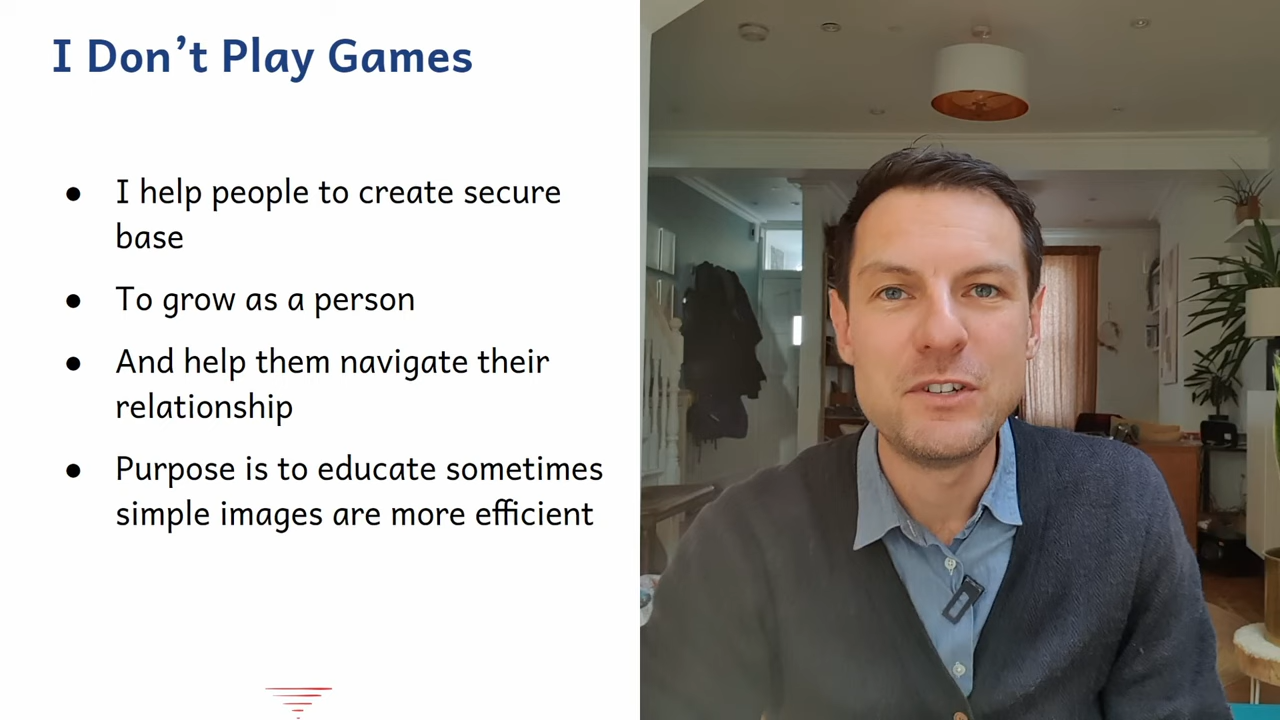 I Don’t Play Games
● I help people to create secure
base
● To grow as a person
● And help them navigate their
relationship
● Purpose is to educate sometimes
simple images are more efficient